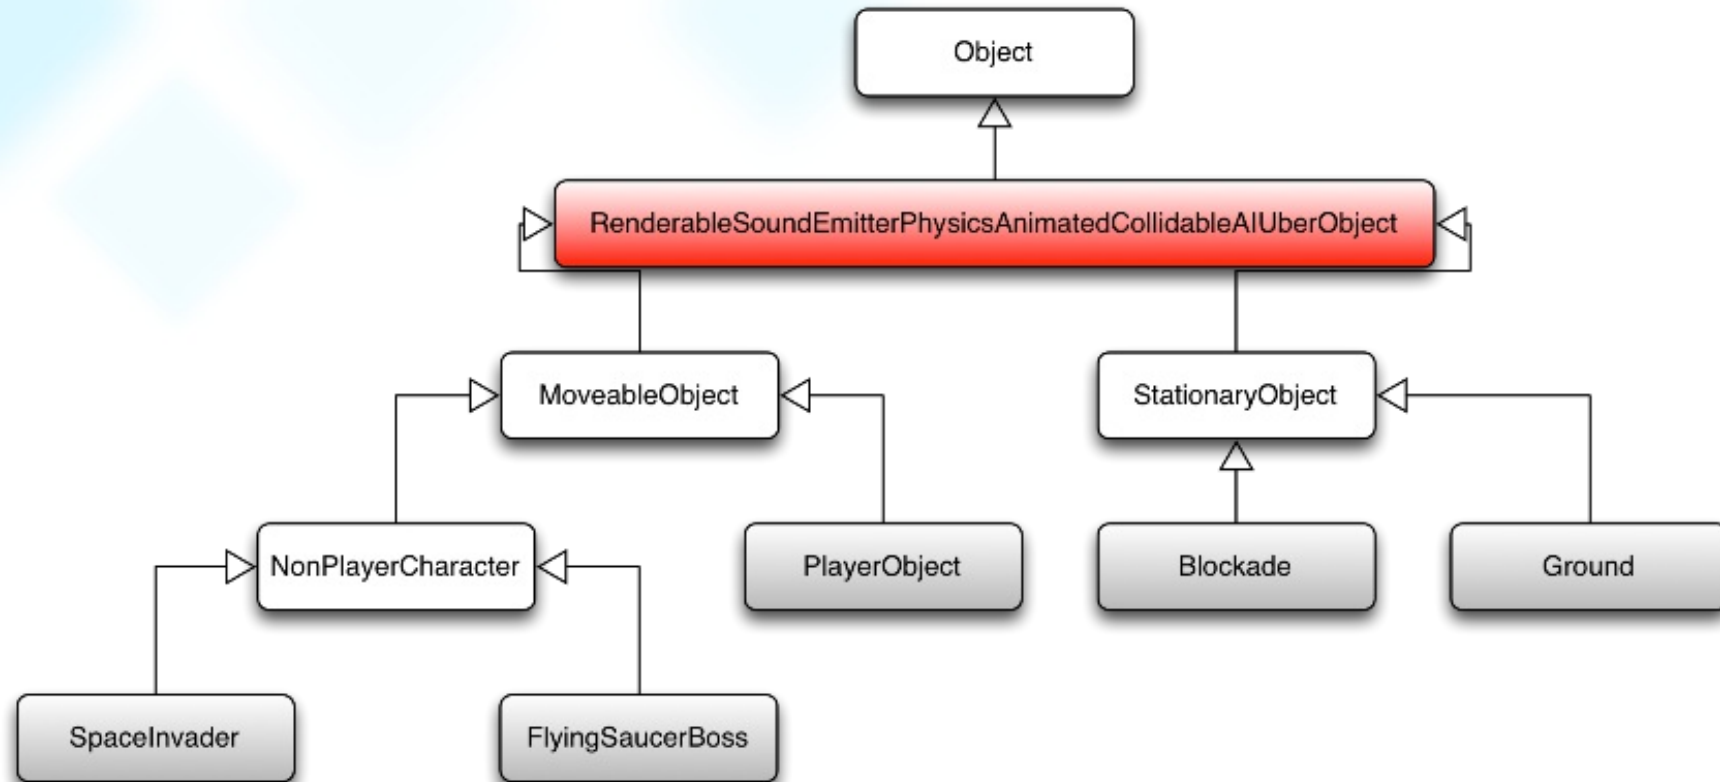 Object
RenderableSoundEmitterPhysicsAnimatedCollidableAIUberObject
MoveableObject
StationaryObject
NonPlayerCharacter
PlayerObject
Blockade
Ground
SpaceInvader
FlyingSaucerBoss